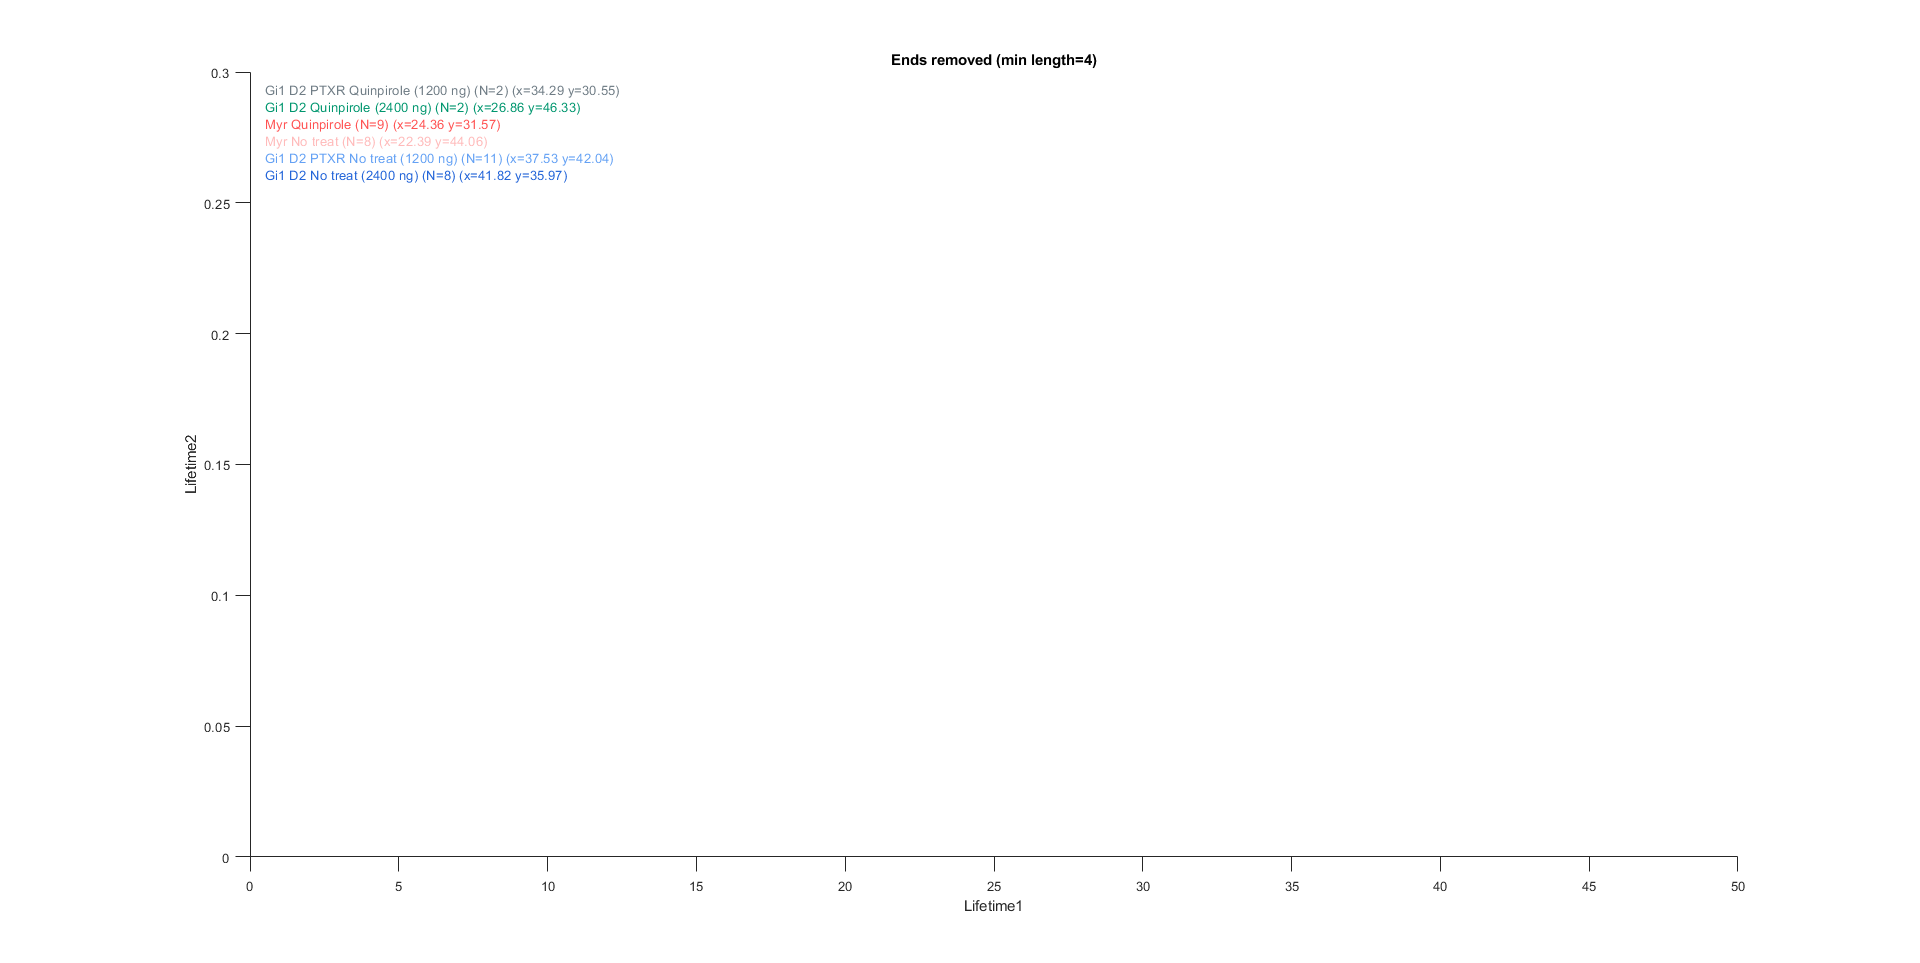 Ends removed (min length=4)
0.3
Gi1 D2 PTXR Quinpirole (1200 ng) (N=2) (x=34.29 y=30.55)
Gi1 D2 Quinpirole (2400 ng) (N=2) (x=26.86 y=46.33)
Myr Quinpirole (N=9) (x=24.36 y=31.57)
Myr No treat (N=8) (x=22.39 y=44.06)
Gi1 D2 PTXR No treat (1200 ng) (N=11) (x=37.53 y=42.04)
Gi1 D2 No treat (2400 ng) (N=8) (x=41.82 y=35.97)
0.25
0.2
Lifetime2
0.15
0.1
0.05
0
0 5 10 15 20 25 30 35 40 45 50
Lifetime1